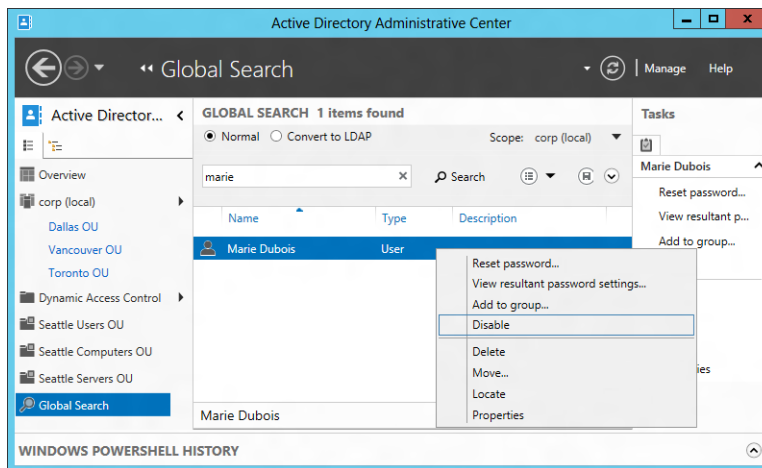 Active Directory Administrative Center
Global Search
Manage Help
Active Director...
Overview
corp (local)
Dallas OU
Vancouver OU
Toronto OU
Dynamic Access Control
Seattle Users OU
Seattle Computers OU
Seattle Servers OU
Global Search
GLOBAL SEARCH 1 items found
Normal Convert to LDAP Scope: corp (local)
marie Search
Name Type Description
Marie Dubois User
Reset password...
View resultant password settings...
Add to group...
Disable
Delete
Move...
Locate
Properties
Marie Dubois
Tasks
Marie Dubois
Reset password...
View resultant p...
Add to group...
ies
WINDOWS POWERSHELL HISTORY